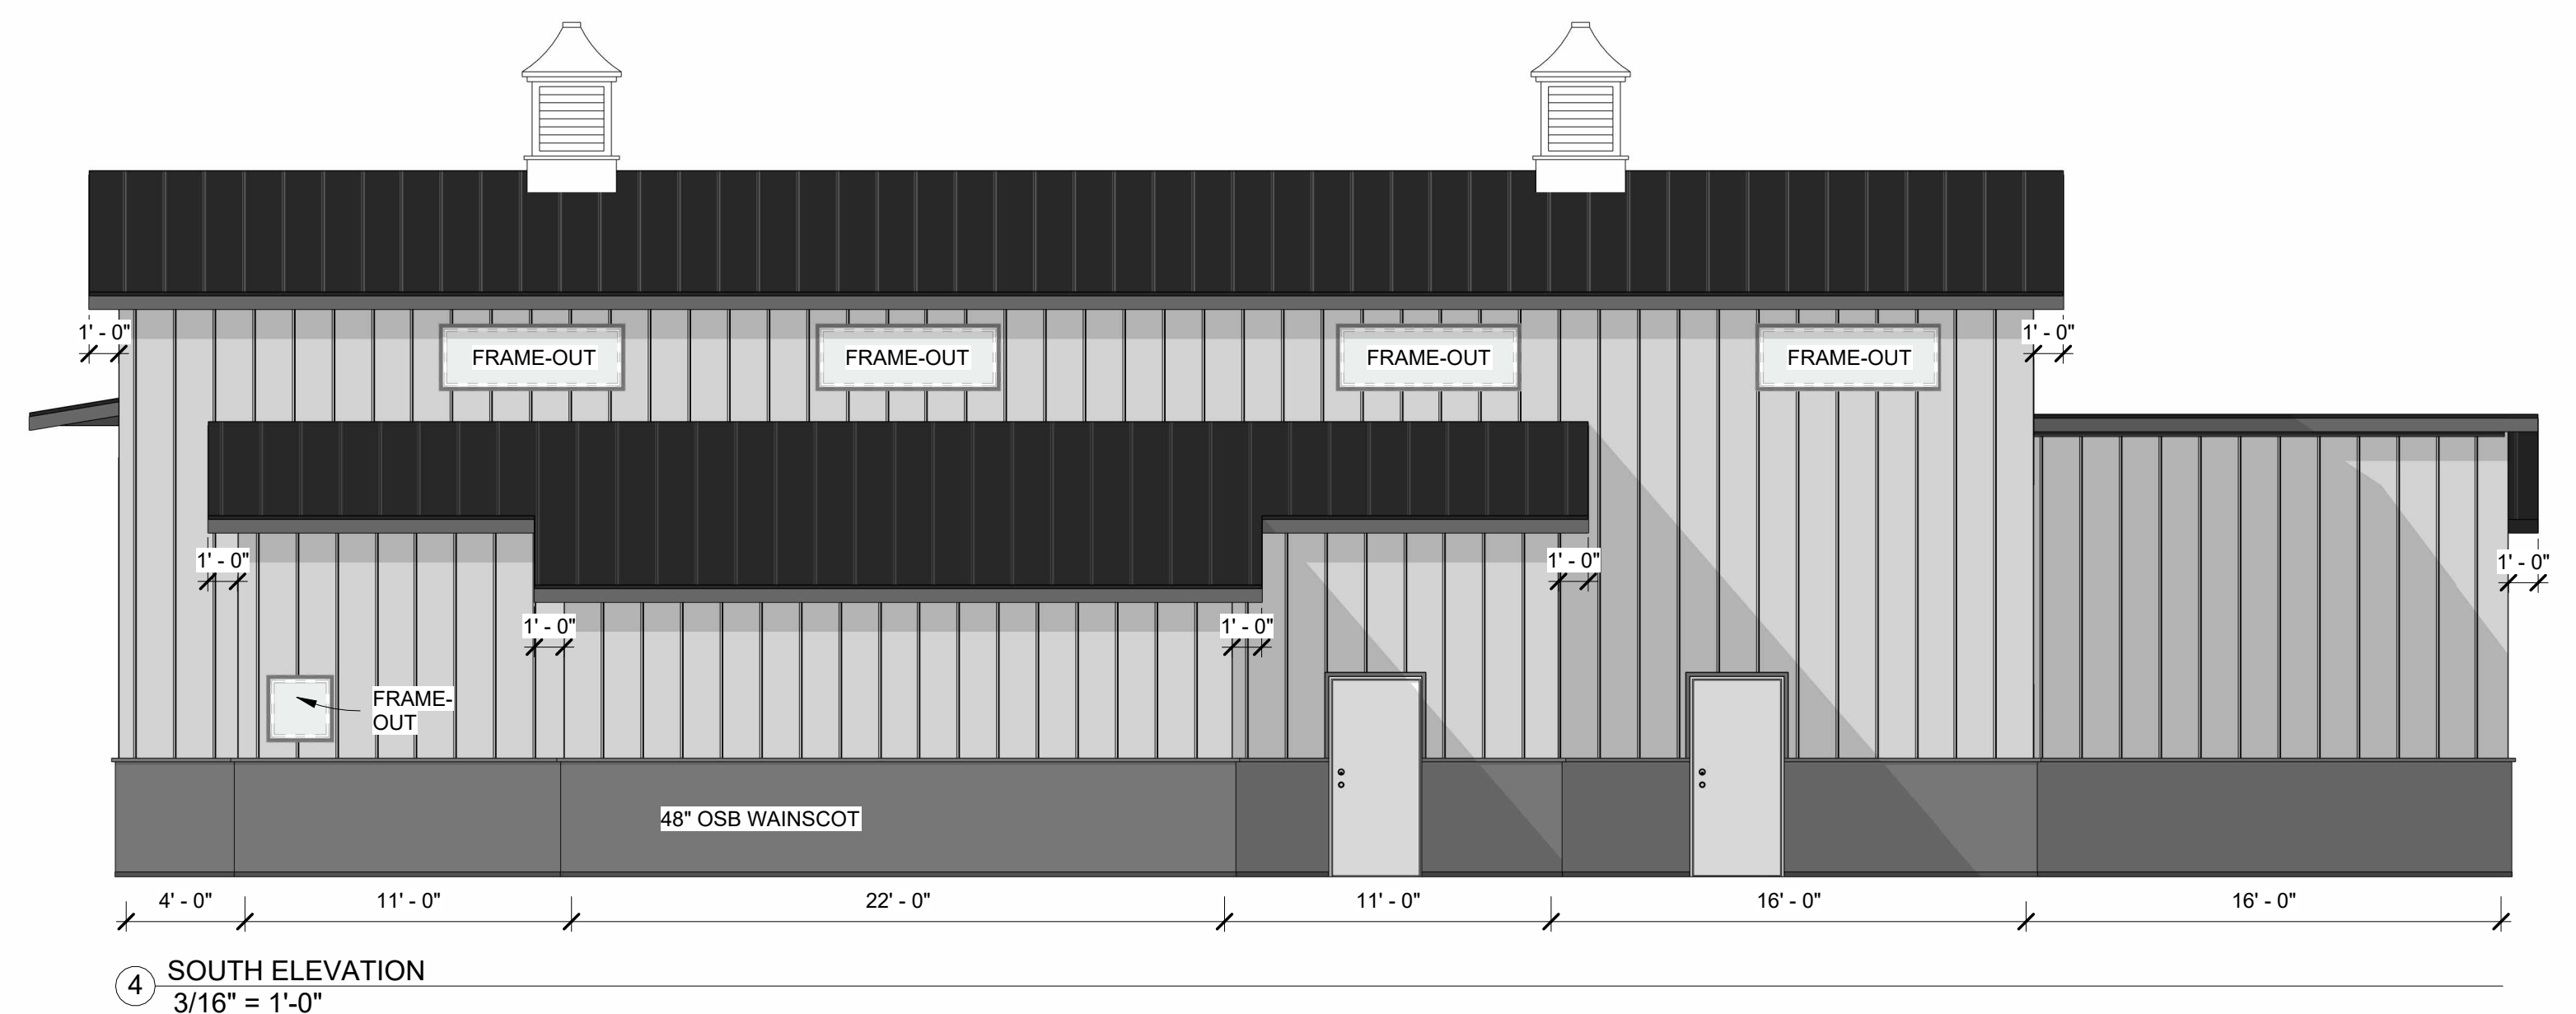 1' - 0"
FRAME-OUT
FRAME-OUT
FRAME-OUT
FRAME-OUT
1' - 0"
1' - 0"
1' - 0"
1' - 0"
1' - 0"
1' - 0"
FRAME-
OUT
48" OSB WAINSCOT
4' - 0"
11' - 0"
22' - 0"
11' - 0"
16' - 0"
16' - 0"
4
SOUTH ELEVATION
3/16" = 1'-0"